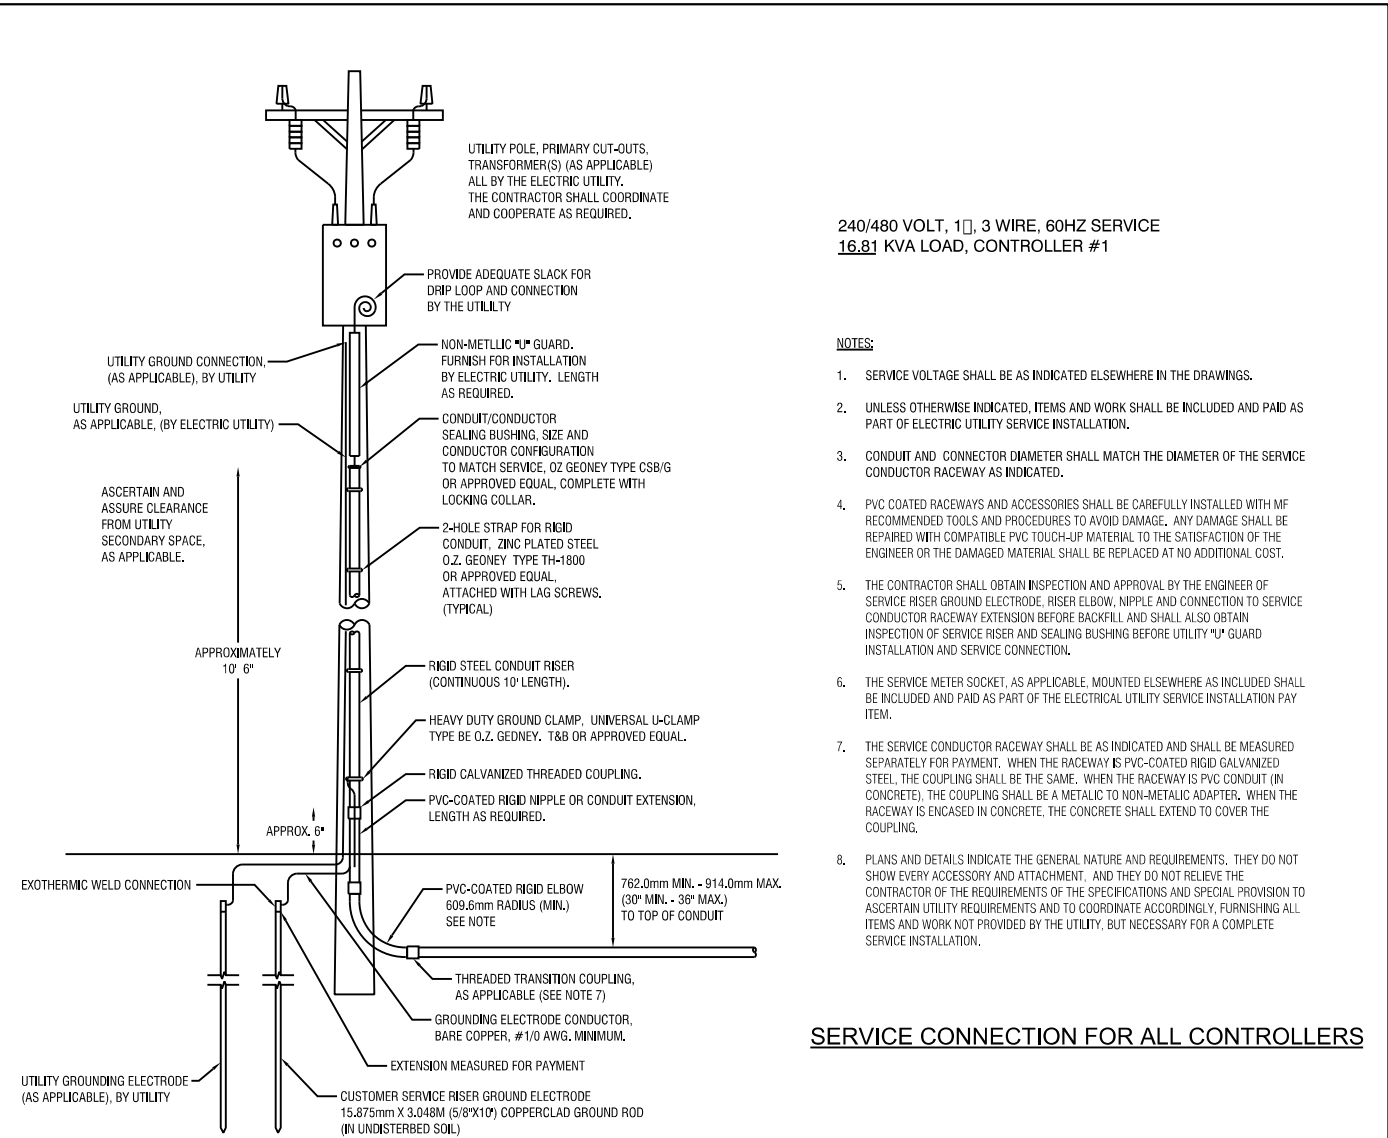 UTILITY POLE, PRIMARY CUT-OUTS,
TRANSFORMER(S) (AS APPLICABLE)
ALL BY THE ELECTRIC UTILITY.
THE CONTRACTOR SHALL COORDINATE
AND COOPERATE AS REQUIRED.
PROVIDE ADEQUATE SLACK FOR
DRIP LOOP AND CONNECTION
BY THE UTILILTY
NON-METLLIC "U" GUARD.
FURNISH FOR INSTALLATION
BY ELECTRIC UTILITY. LENGTH
AS REQUIRED.
UTILITY GROUND CONNECTION,
(AS APPLICABLE), BY UTILITY
UTILITY GROUND,
AS APPLICABLE, (BY ELECTRIC UTILITY)
CONDUIT/CONDUCTOR
SEALING BUSHING, SIZE AND
CONDUCTOR CONFIGURATION
TO MATCH SERVICE, OZ GEONEY TYPE CSB/G
OR APPROVED EQUAL, COMPLETE WITH
LOCKING COLLAR.
ASCERTAIN AND
ASSURE CLEARANCE
FROM UTILITY
SECONDARY SPACE,
AS APPLICABLE.
2-HOLE STRAP FOR RIGID
CONDUIT, ZINC PLATED STEEL
O.Z. GEONEY TYPE TH-1800
OR APPROVED EQUAL,
ATTACHED WITH LAG SCREWS.
(TYPICAL)
APPROXIMATELY
10' 6"
RIGID STEEL CONDUIT RISER
(CONTINUOUS 10' LENGTH).
HEAVY DUTY GROUND CLAMP, UNIVERSAL U-CLAMP
TYPE BE O.Z. GEDNEY. T&B OR APPROVED EQUAL.
RIGID CALVANIZED THREADED COUPLING.
PVC-COATED RIGID NIPPLE OR CONDUIT EXTENSION,
LENGTH AS REQUIRED.
APPROX. 6"
EXOTHERMIC WELD CONNECTION
PVC-COATED RIGID ELBOW
609.6mm RADIUS (MIN.)
SEE NOTE
762.0mm MIN. - 914.0mm MAX.
(30" MIN. - 36" MAX.)
TO TOP OF CONDUIT
THREADED TRANSITION COUPLING,
AS APPLICABLE (SEE NOTE 7)
GROUNDING ELECTRODE CONDUCTOR,
BARE COPPER, #1/0 AWG. MINIMUM.
EXTENSION MEASURED FOR PAYMENT
UTILITY GROUNDING ELECTRODE
(AS APPLICABLE), BY UTILITY
CUSTOMER SERVICE RISER GROUND ELECTRODE
15.875mm X 3.048M (5/8"X10') COPPERCLAD GROUND ROD
(IN UNDISTERBED SOIL)
240/480 VOLT, 1▯, 3 WIRE, 60HZ SERVICE
16.81 KVA LOAD, CONTROLLER #1
NOTES:
1. SERVICE VOLTAGE SHALL BE AS INDICATED ELSEWHERE IN THE DRAWINGS.
2. UNLESS OTHERWISE INDICATED, ITEMS AND WORK SHALL BE INCLUDED AND PAID AS
PART OF ELECTRIC UTILITY SERVICE INSTALLATION.
3. CONDUIT AND CONNECTOR DIAMETER SHALL MATCH THE DIAMETER OF THE SERVICE
CONDUCTOR RACEWAY AS INDICATED.
4. PVC COATED RACEWAYS AND ACCESSORIES SHALL BE CAREFULLY INSTALLED WITH MF
RECOMMENDED TOOLS AND PROCEDURES TO AVOID DAMAGE. ANY DAMAGE SHALL BE
REPAIRED WITH COMPATIBLE PVC TOUCH-UP MATERIAL TO THE SATISFACTION OF THE
ENGINEER OR THE DAMAGED MATERIAL SHALL BE REPLACED AT NO ADDITIONAL COST.
5. THE CONTRACTOR SHALL OBTAIN INSPECTION AND APPROVAL BY THE ENGINEER OF
SERVICE RISER GROUND ELECTRODE, RISER ELBOW, NIPPLE AND CONNECTION TO SERVICE
CONDUCTOR RACEWAY EXTENSION BEFORE BACKFILL AND SHALL ALSO OBTAIN
INSPECTION OF SERVICE RISER AND SEALING BUSHING BEFORE UTILITY "U" GUARD
INSTALLATION AND SERVICE CONNECTION.
6. THE SERVICE METER SOCKET, AS APPLICABLE, MOUNTED ELSEWHERE AS INCLUDED SHALL
BE INCLUDED AND PAID AS PART OF THE ELECTRICAL UTILITY SERVICE INSTALLATION PAY
ITEM.
7. THE SERVICE CONDUCTOR RACEWAY SHALL BE AS INDICATED AND SHALL BE MEASURED
SEPARATELY FOR PAYMENT. WHEN THE RACEWAY IS PVC-COATED RIGID GALVANIZED
STEEL, THE COUPLING SHALL BE THE SAME. WHEN THE RACEWAY IS PVC CONDUIT (IN
CONCRETE), THE COUPLING SHALL BE A METALIC TO NON-METALIC ADAPTER. WHEN THE
RACEWAY IS ENCASED IN CONCRETE, THE CONCRETE SHALL EXTEND TO COVER THE
COUPLING.
8. PLANS AND DETAILS INDICATE THE GENERAL NATURE AND REQUIREMENTS. THEY DO NOT
SHOW EVERY ACCESSORY AND ATTACHMENT, AND THEY DO NOT RELIEVE THE
CONTRACTOR OF THE REQUIREMENTS OF THE SPECIFICATIONS AND SPECIAL PROVISION TO
ASCERTAIN UTILITY REQUIREMENTS AND TO COORDINATE ACCORDINGLY, FURNISHING ALL
ITEMS AND WORK NOT PROVIDED BY THE UTILITY, BUT NECESSARY FOR A COMPLETE
SERVICE INSTALLATION.
SERVICE CONNECTION FOR ALL CONTROLLERS